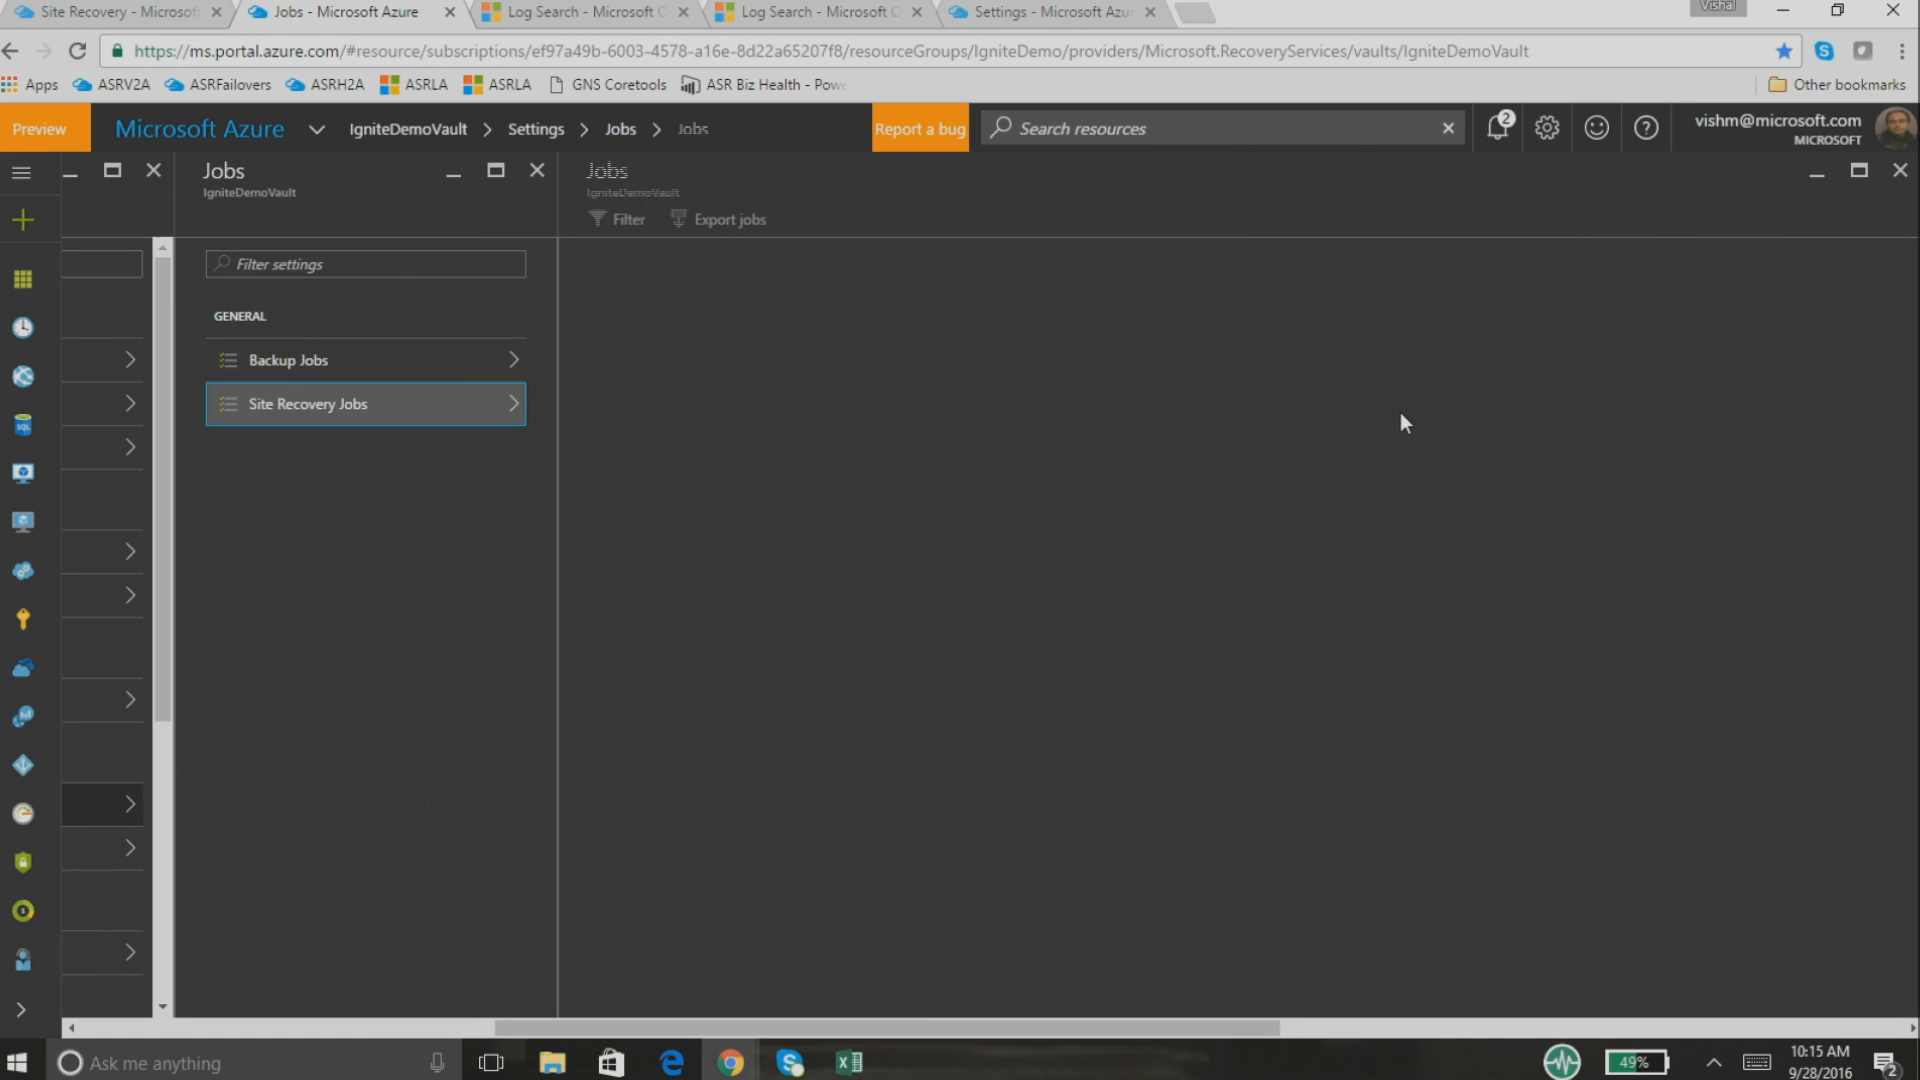 Site Recovery - Microsoft
Jobs - Microsoft Azure
Log Search - Microsoft O
Log Search - Microsoft O
Settings - Microsoft Azur
Vishal
https://ms.portal.azure.com/#resource/subscriptions/ef97a49b-6003-4578-a16e-8d22a65207f8/resourceGroups/IgniteDemo/providers/Microsoft.RecoveryServices/vaults/IgniteDemoVault
Apps ASRV2A ASRFailovers ASRH2A ASRLA ASRLA GNS Coretools ASR Biz Health - Powe Other bookmarks
Preview Microsoft Azure IgniteDemoVault Settings Jobs Jobs Report a bug Search resources 2 vishm@microsoft.com
MICROSOFT
Jobs
IgniteDemoVault
Filter settings
GENERAL
Backup Jobs
Site Recovery Jobs
Jobs
IgniteDemoVault
Filter Export jobs
SQL
Ask me anything
49%
10:15 AM
9/28/2016
2